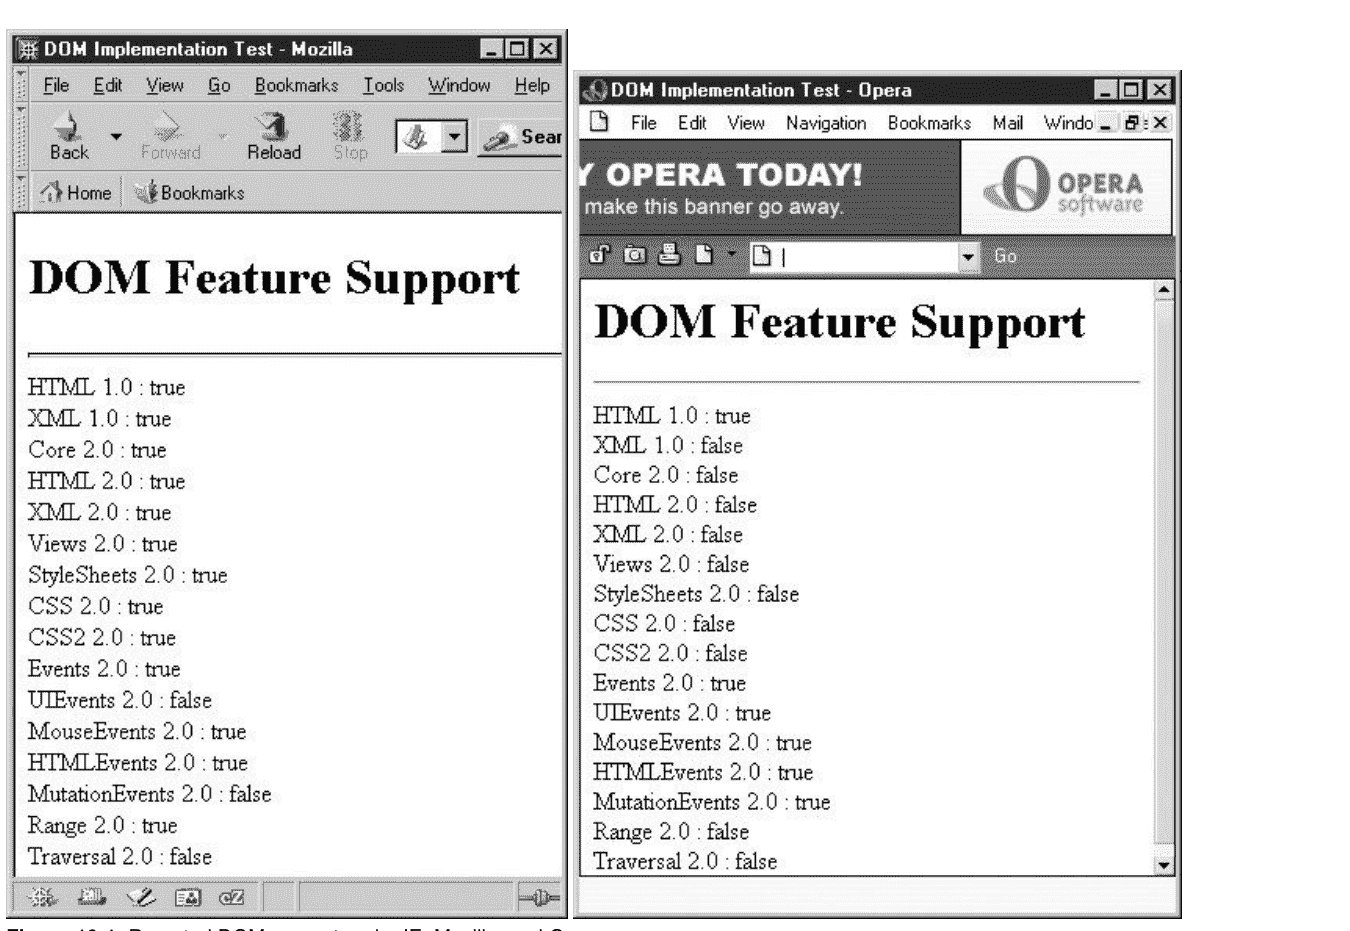 DOM Implementation Test - Mozilla
File Edit View Go Bookmarks Tools Window Help
Back Forward Reload Stop Sear
Home Bookmarks
DOM Feature Support
HTML 1.0 : true
XML 1.0 : true
Core 2.0 : true
HTML 2.0 : true
XML 2.0 : true
Views 2.0 : true
StyleSheets 2.0 : true
CSS 2.0 : true
CSS2 2.0 : true
Events 2.0 : true
UIEvents 2.0 : false
MouseEvents 2.0 : true
HTMLEvents 2.0 : true
MutationEvents 2.0 : false
Range 2.0 : true
Traversal 2.0 : false
DOM Implementation Test - Opera
File Edit View Navigation Bookmarks Mail Windo
Y OPERA TODAY!
make this banner go away.
OPERA
software
Go
DOM Feature Support
HTML 1.0 : true
XML 1.0 : false
Core 2.0 : false
HTML 2.0 : false
XML 2.0 : false
Views 2.0 : false
StyleSheets 2.0 : false
CSS 2.0 : false
CSS2 2.0 : false
Events 2.0 : true
UIEvents 2.0 : true
MouseEvents 2.0 : true
HTMLEvents 2.0 : true
MutationEvents 2.0 : true
Range 2.0 : false
Traversal 2.0 : false